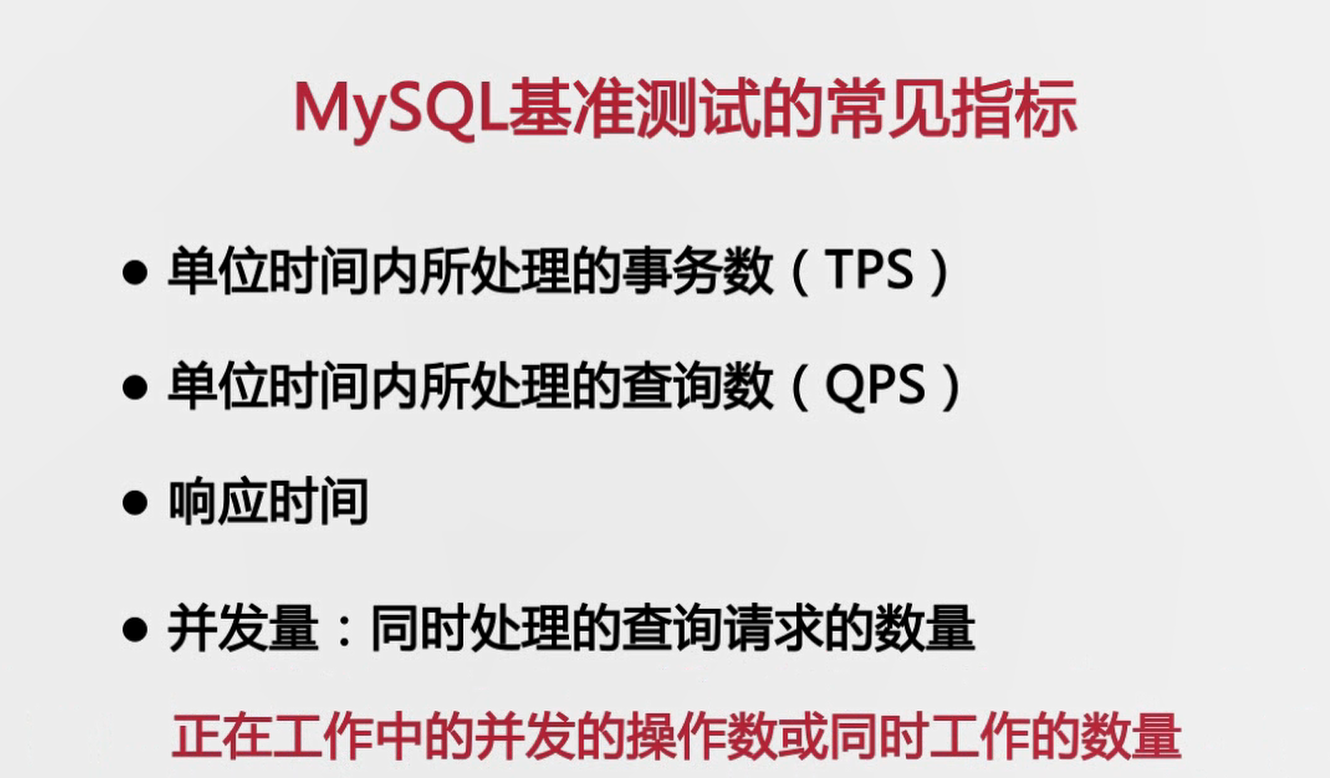 MySQL基准测试的常见指标
● 单位时间内所处理的事务数（TPS）
● 单位时间内所处理的查询数（QPS）
● 响应时间
● 并发量：同时处理的查询请求的数量
正在工作中的并发的操作数或同时工作的数量